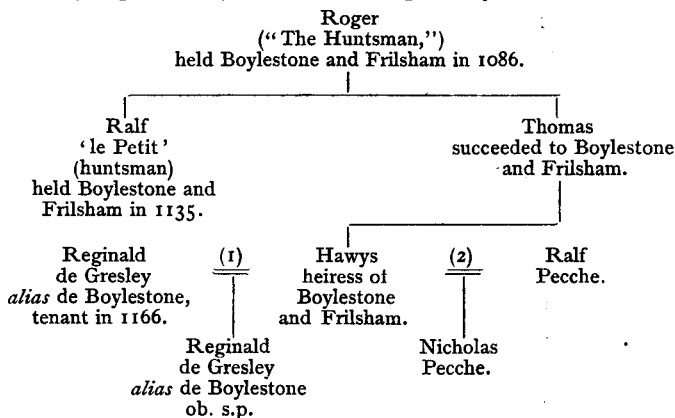 Roger
("The Huntsman,")
held Boylestone and Frilsham in 1086.
Ralf
'le Petit'
(huntsman)
held Boylestone and
Frilsham in 1135.
Thomas
succeeded to Boylestone
and Frilsham.
Reginald
de Gresley
alias de Boylestone,
tenant in 1166.
(1)
Hawys
heiress of
Boylestone
and Frilsham.
(2)
Ralf
Pecche.
Reginald
de Gresley
alias de Boylestone
ob. s.p.
Nicholas
Pecche.